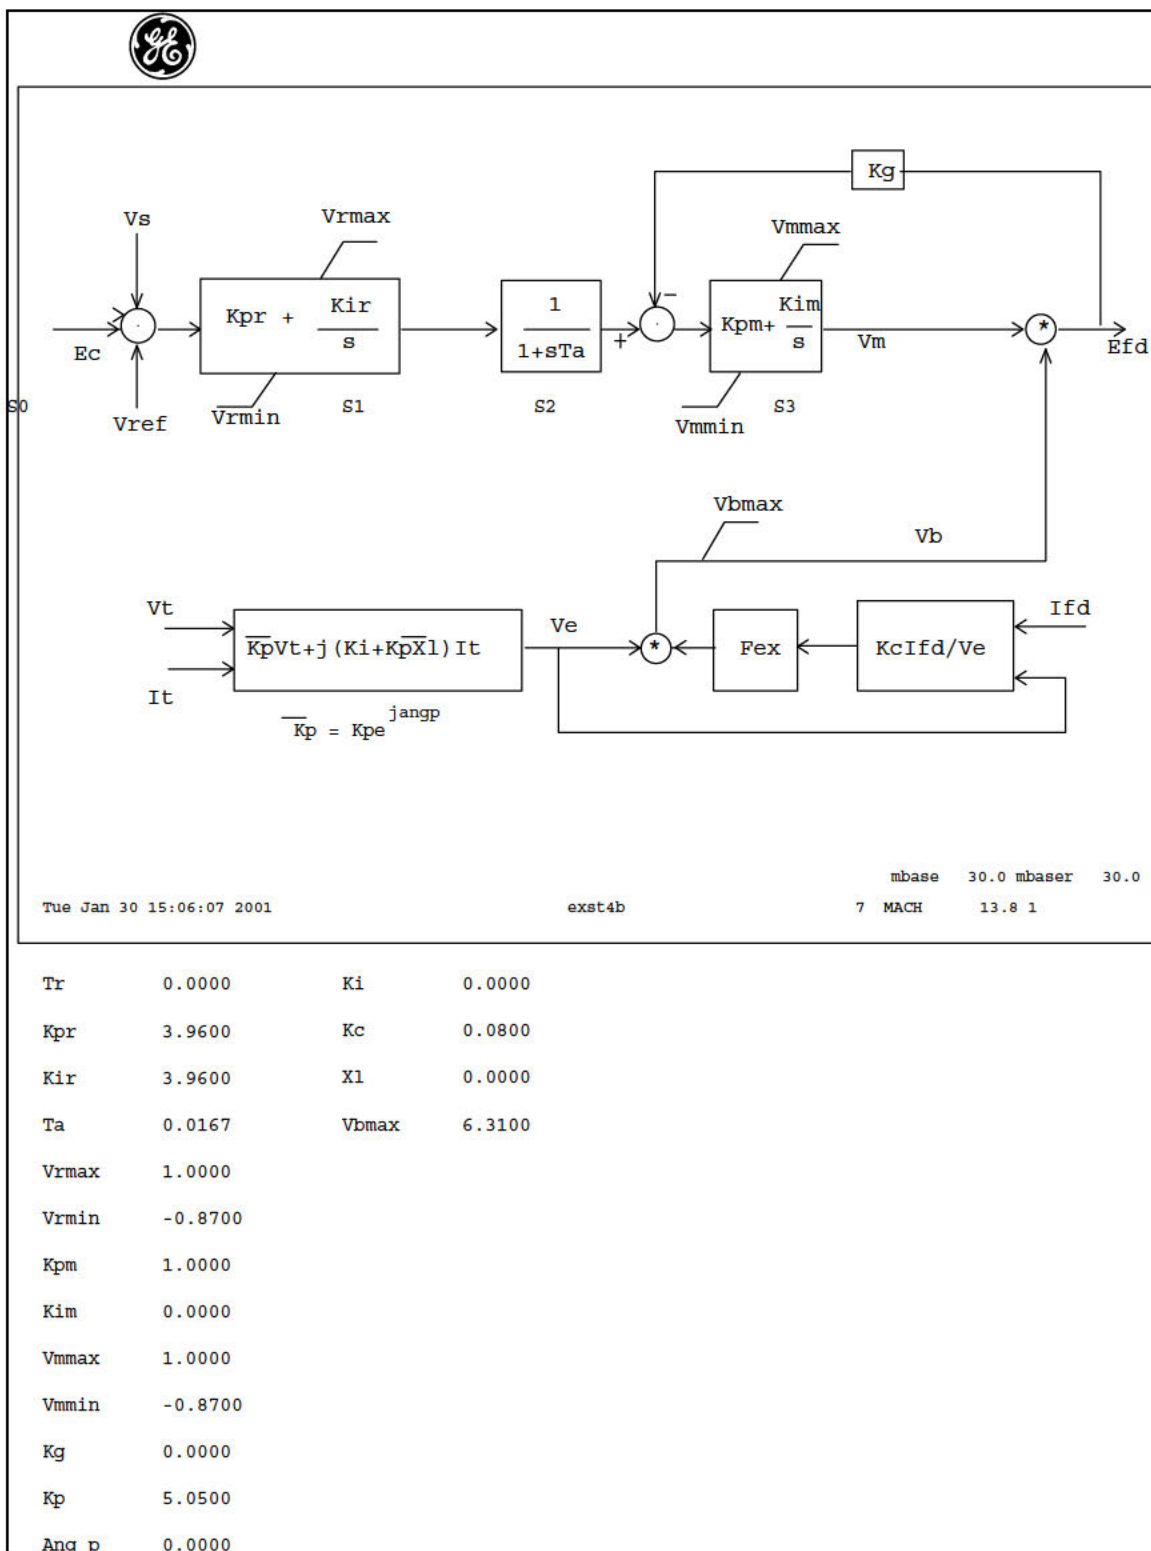 GE
Kg
Vs
Vrmax
Vmmax
Kpr + Kir
s
1
1+sTa
Kpm+ Kim
s
−
+
Ec
Vm
*
Efd
S0
Vref
Vrmin
S1
S2
Vmmin
S3
Vbmax
Vb
Vt
KpVt+j(Ki+KpXl)It
Ve
*
Fex
KcIfd/Ve
Ifd
It
Kp = Kpe jangp
mbase 30.0 mbaser 30.0
Tue Jan 30 15:06:07 2001 exst4b 7 MACH 13.8 1
Tr 0.0000 Ki 0.0000
Kpr 3.9600 Kc 0.0800
Kir 3.9600 Xl 0.0000
Ta 0.0167 Vbmax 6.3100
Vrmax 1.0000
Vrmin -0.8700
Kpm 1.0000
Kim 0.0000
Vmmax 1.0000
Vmmin -0.8700
Kg 0.0000
Kp 5.0500
Ang p 0.0000